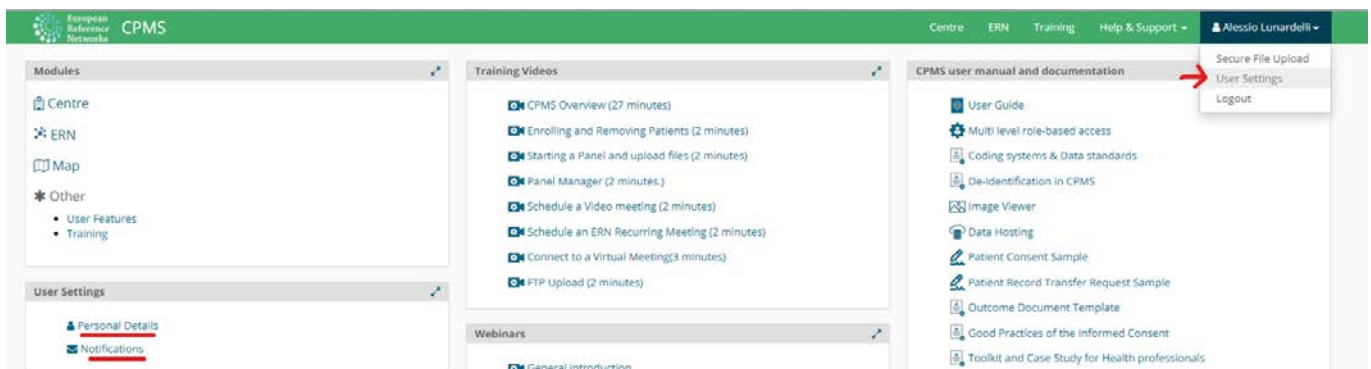 European
Reference
Networks
CPMS
Centre ERN Training Help & Support Alessio Lunardelli
Secure File Upload
User Settings
Logout
Modules
Centre
ERN
Map
Other
• User Features
• Training
User Settings
Personal Details
Notifications
Training Videos
CPMS Overview (27 minutes)
Enrolling and Removing Patients (2 minutes)
Starting a Panel and upload files (2 minutes)
Panel Manager (2 minutes.)
Schedule a Video meeting (2 minutes)
Schedule an ERN Recurring Meeting (2 minutes)
Connect to a Virtual Meeting(3 minutes)
FTP Upload (2 minutes)
Webinars
General introduction
CPMS user manual and documentation
User Guide
Multi level role-based access
Coding systems & Data standards
De-Identification in CPMS
Image Viewer
Data Hosting
Patient Consent Sample
Patient Record Transfer Request Sample
Outcome Document Template
Good Practices of the Informed Consent
Toolkit and Case Study for Health professionals